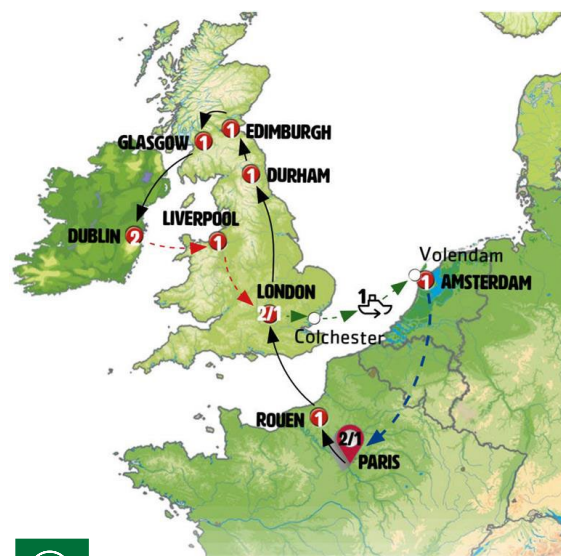 EDIMBURGH
1
GLASGOW
1
DURHAM
1
LIVERPOOL
1
DUBLIN
2
Volendam
AMSTERDAM
1
LONDON
2/1
1
Colchester
ROUEN
1
2/1
PARIS